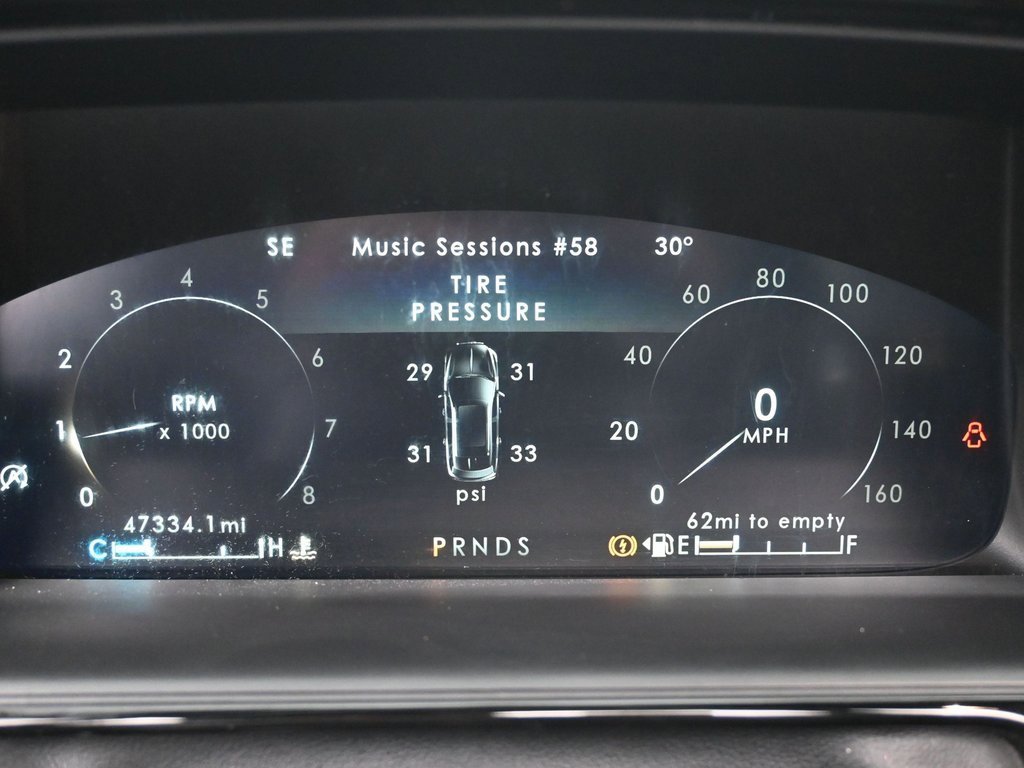 SE Music Sessions #58 30°
TIRE
PRESSURE
0 1 2 3 4 5 6 7 8
RPM
x 1000
29 31
31 33
psi
0 20 40 60 80 100 120 140 160
0
MPH
47334.1mi
62mi to empty
C H
PRNDS
E F